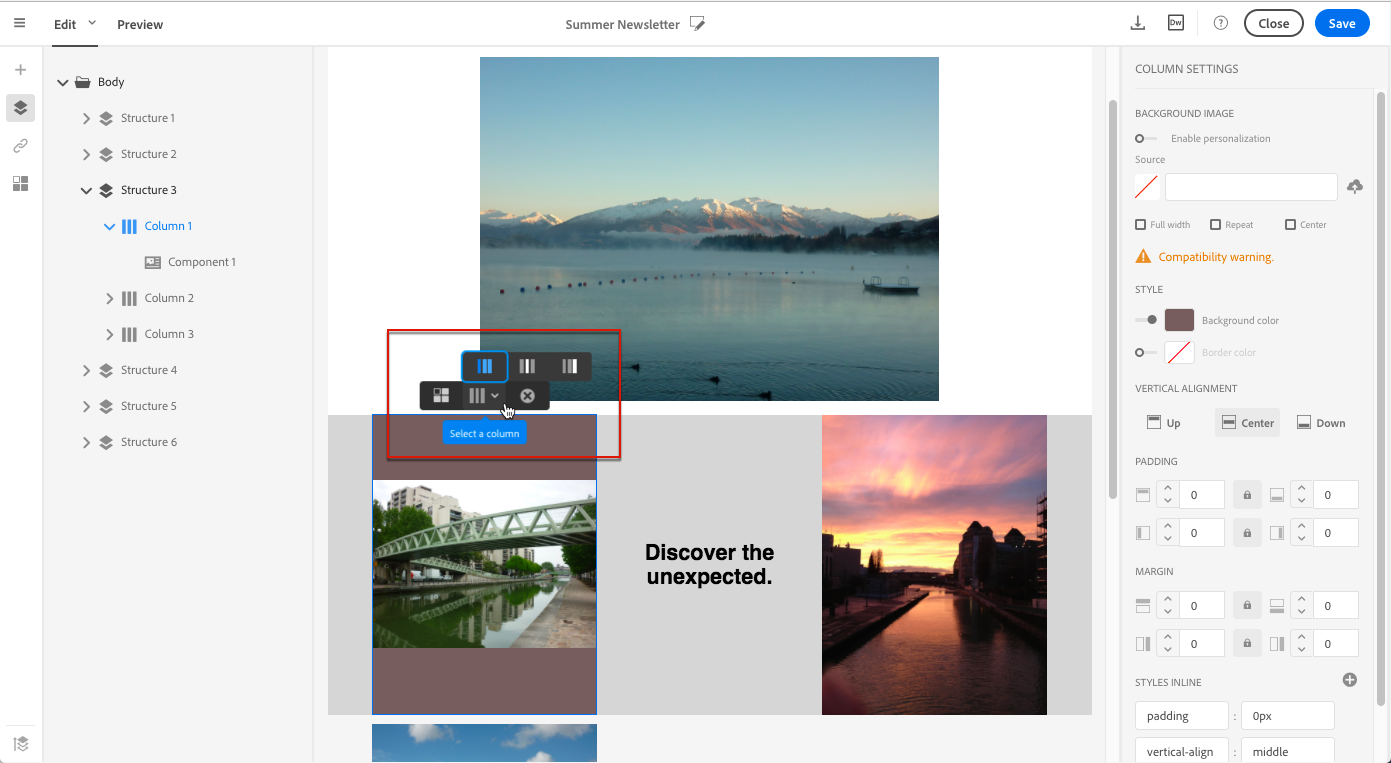 Edit
Preview
Summer Newsletter
Dw
?
Close
Save
Body
Structure 1
Structure 2
Structure 3
Column 1
Component 1
Column 2
Column 3
Structure 4
Structure 5
Structure 6
Select a column
Discover the
unexpected.
COLUMN SETTINGS
BACKGROUND IMAGE
Enable personalization
Source
Full width
Repeat
Center
Compatibility warning.
STYLE
Background color
Border color
VERTICAL ALIGNMENT
Up
Center
Down
PADDING
0
0
0
0
MARGIN
0
0
0
0
STYLES INLINE
padding : 0px
vertical-align : middle